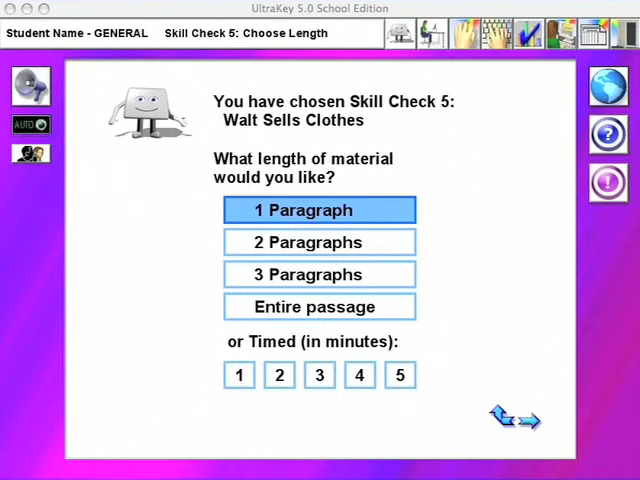 UltraKey 5.0 School Edition
Student Name - GENERAL Skill Check 5: Choose Length
AUTO
You have chosen Skill Check 5:
Walt Sells Clothes
What length of material
would you like?
1 Paragraph
2 Paragraphs
3 Paragraphs
Entire passage
or Timed (in minutes):
1 2 3 4 5